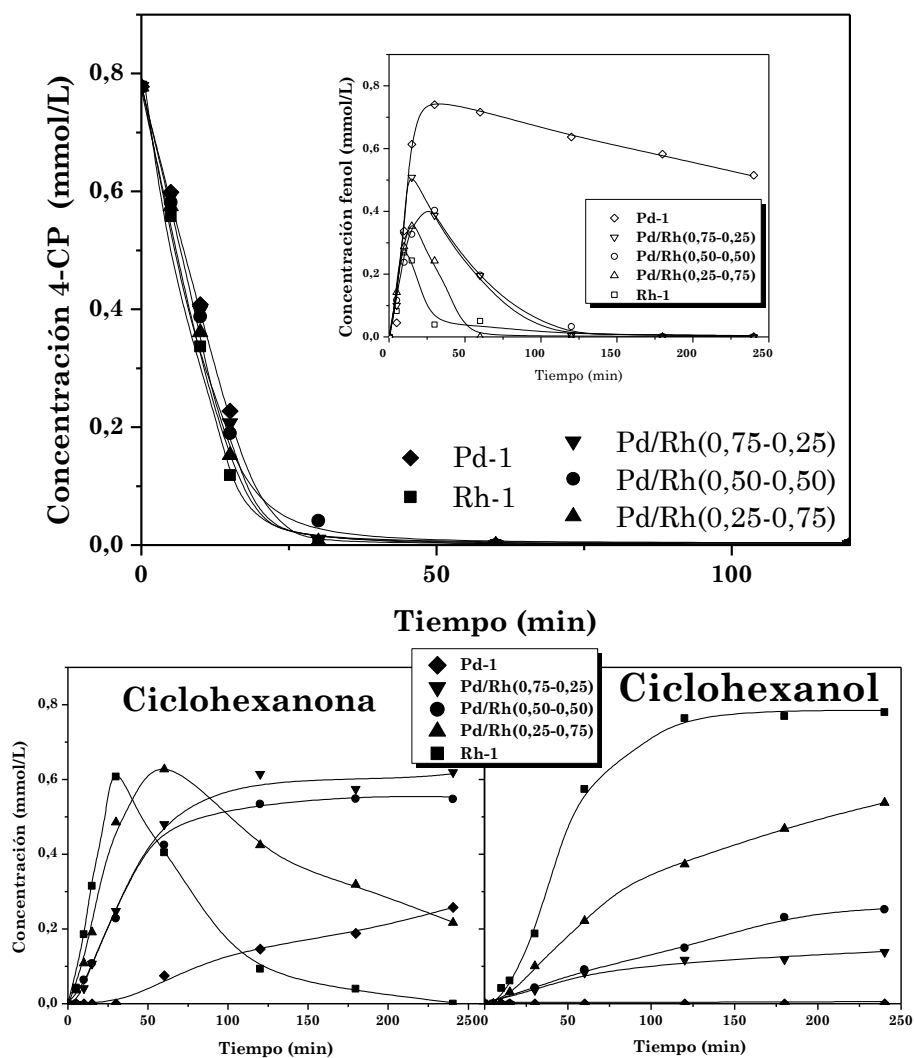 Concentración 4-CP (mmol/L)
0,8
0,6
0,4
0,2
0,0
0
50
100
Tiempo (min)
Pd-1
Rh-1
Pd/Rh(0,75-0,25)
Pd/Rh(0,50-0,50)
Pd/Rh(0,25-0,75)
Concentración fenol (mmol/L)
0,8
0,6
0,4
0,2
0,0
0
50
100
150
200
250
Tiempo (min)
Pd-1
Pd/Rh(0,75-0,25)
Pd/Rh(0,50-0,50)
Pd/Rh(0,25-0,75)
Rh-1
Pd-1
Pd/Rh(0,75-0,25)
Pd/Rh(0,50-0,50)
Pd/Rh(0,25-0,75)
Rh-1
Ciclohexanona
Concentración (mmol/L)
0,8
0,6
0,4
0,2
0,0
0
50
100
150
200
25
Tiempo (min)
Ciclohexanol
50
100
150
200
250
Tiempo (min)